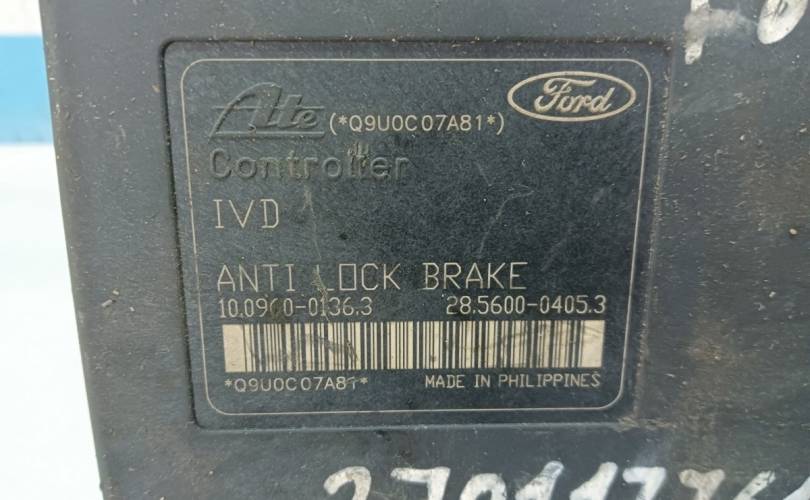 Ate (*Q9U0C07A81*) Ford
Controller
IVD
ANTI LOCK BRAKE
10.0960-0136.3 28.5600-0405.3
*Q9U0C07A81* MADE IN PHILIPPINES